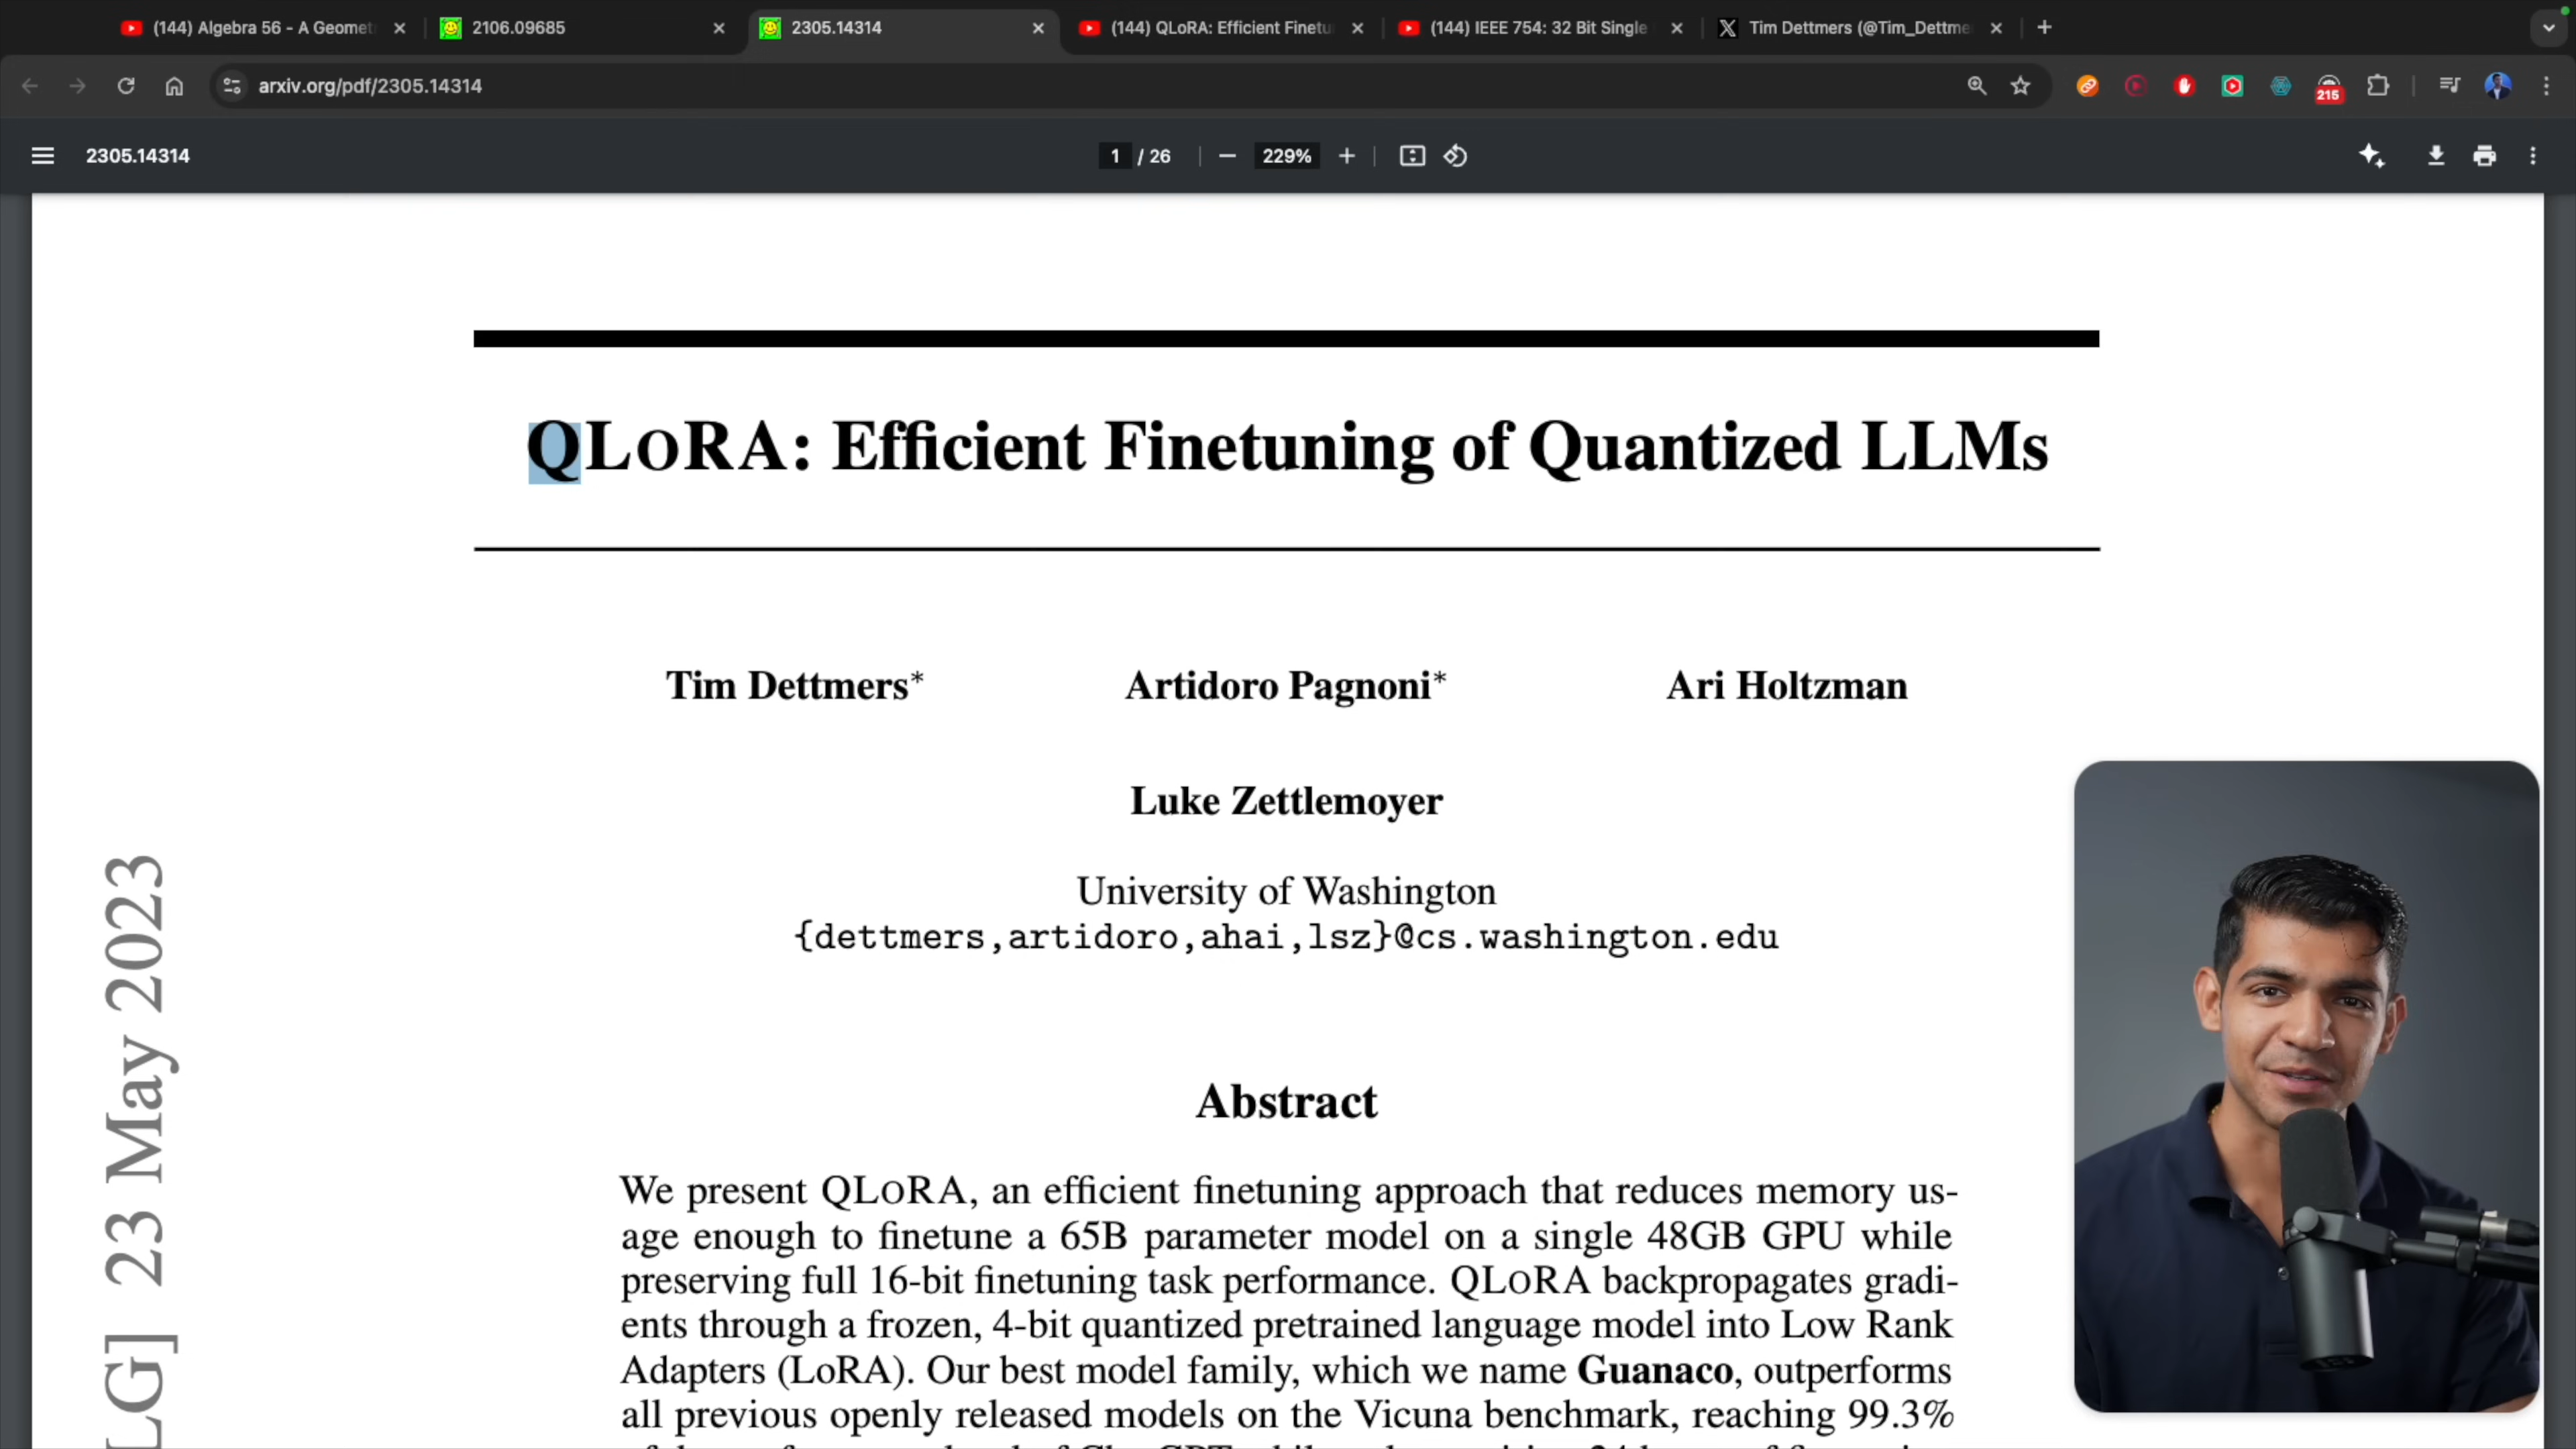 (144) Algebra 56 - A Geomet
2106.09685
2305.14314
(144) QLoRA: Efficient Finetu
(144) IEEE 754: 32 Bit Single
Tim Dettmers (@Tim_Dettme
arxiv.org/pdf/2305.14314
215
2305.14314
1 / 26
229%
QLORA: Efficient Finetuning of Quantized LLMs
Tim Dettmers*
Artidoro Pagnoni*
Ari Holtzman
Luke Zettlemoyer
University of Washington
{dettmers,artidoro,ahai,lsz}@cs.washington.edu
Abstract
We present QLORA, an efficient finetuning approach that reduces memory us-
age enough to finetune a 65B parameter model on a single 48GB GPU while
preserving full 16-bit finetuning task performance. QLORA backpropagates gradi-
ents through a frozen, 4-bit quantized pretrained language model into Low Rank
Adapters (LoRA). Our best model family, which we name Guanaco, outperforms
all previous openly released models on the Vicuna benchmark, reaching 99.3%
LG] 23 May 2023